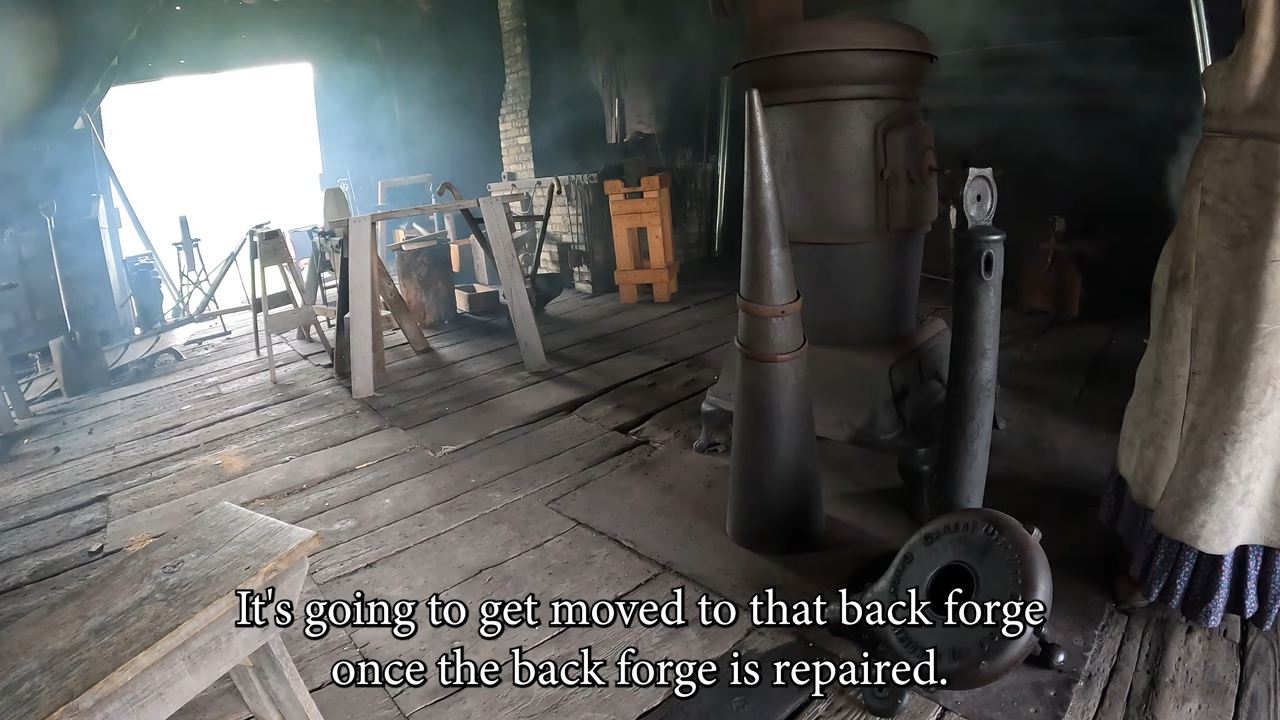 It's going to get moved to that back forge
once the back forge is repaired.